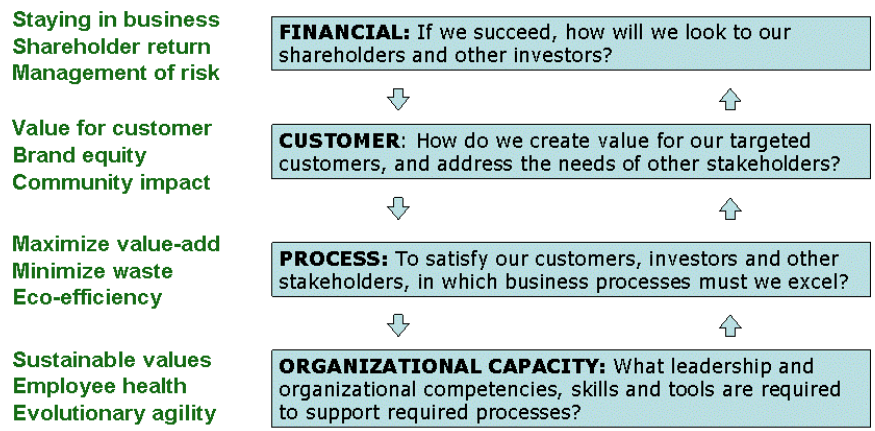 Staying in business
Shareholder return
Management of risk
FINANCIAL: If we succeed, how will we look to our
shareholders and other investors?
Value for customer
Brand equity
Community impact
CUSTOMER: How do we create value for our targeted
customers, and address the needs of other stakeholders?
Maximize value-add
Minimize waste
Eco-efficiency
PROCESS: To satisfy our customers, investors and other
stakeholders, in which business processes must we excel?
Sustainable values
Employee health
Evolutionary agility
ORGANIZATIONAL CAPACITY: What leadership and
organizational competencies, skills and tools are required
to support required processes?